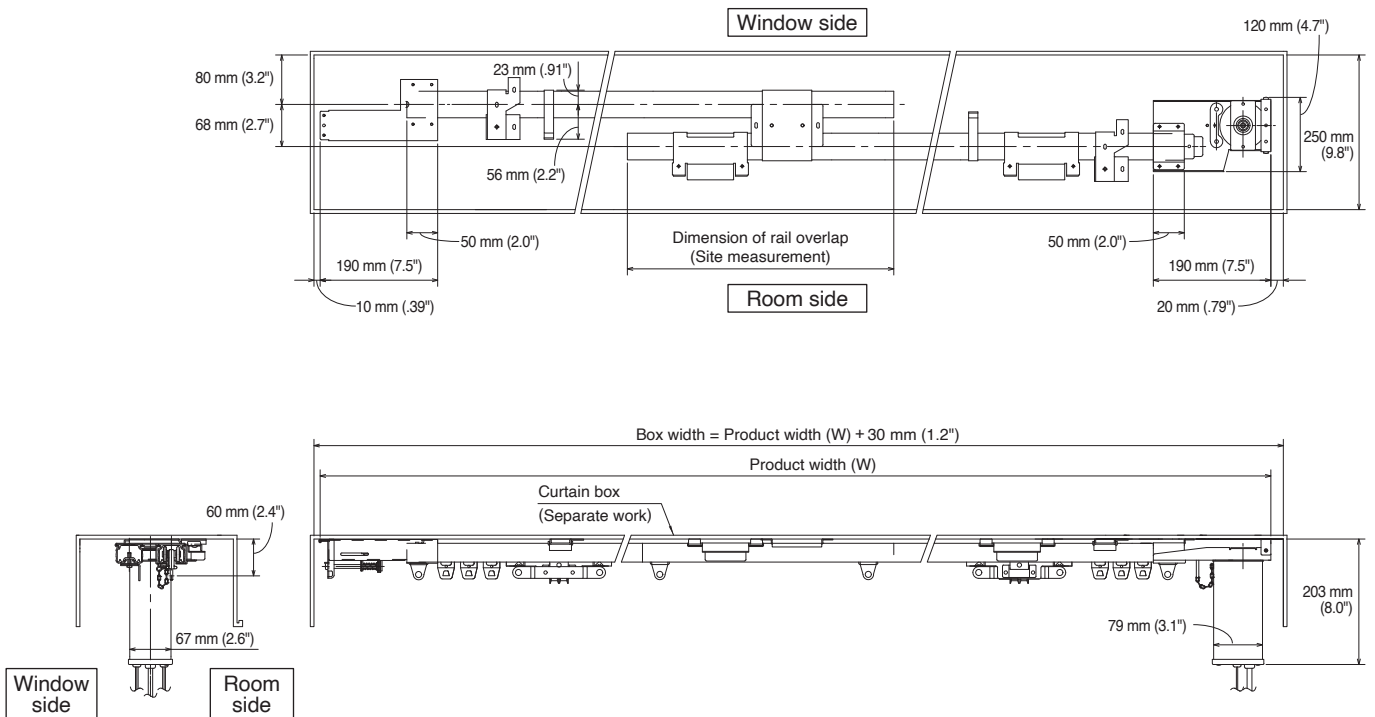 Window side
120 mm (4.7")
80 mm (3.2")
23 mm (.91")
68 mm (2.7")
250 mm
(9.8")
56 mm (2.2")
50 mm (2.0")
Dimension of rail overlap
(Site measurement)
50 mm (2.0")
190 mm (7.5")
190 mm (7.5")
Room side
10 mm (.39")
20 mm (.79")
Box width = Product width (W) + 30 mm (1.2")
Product width (W)
Curtain box
(Separate work)
60 mm (2.4")
203 mm
(8.0")
79 mm (3.1")
67 mm (2.6")
Window
side
Room
side